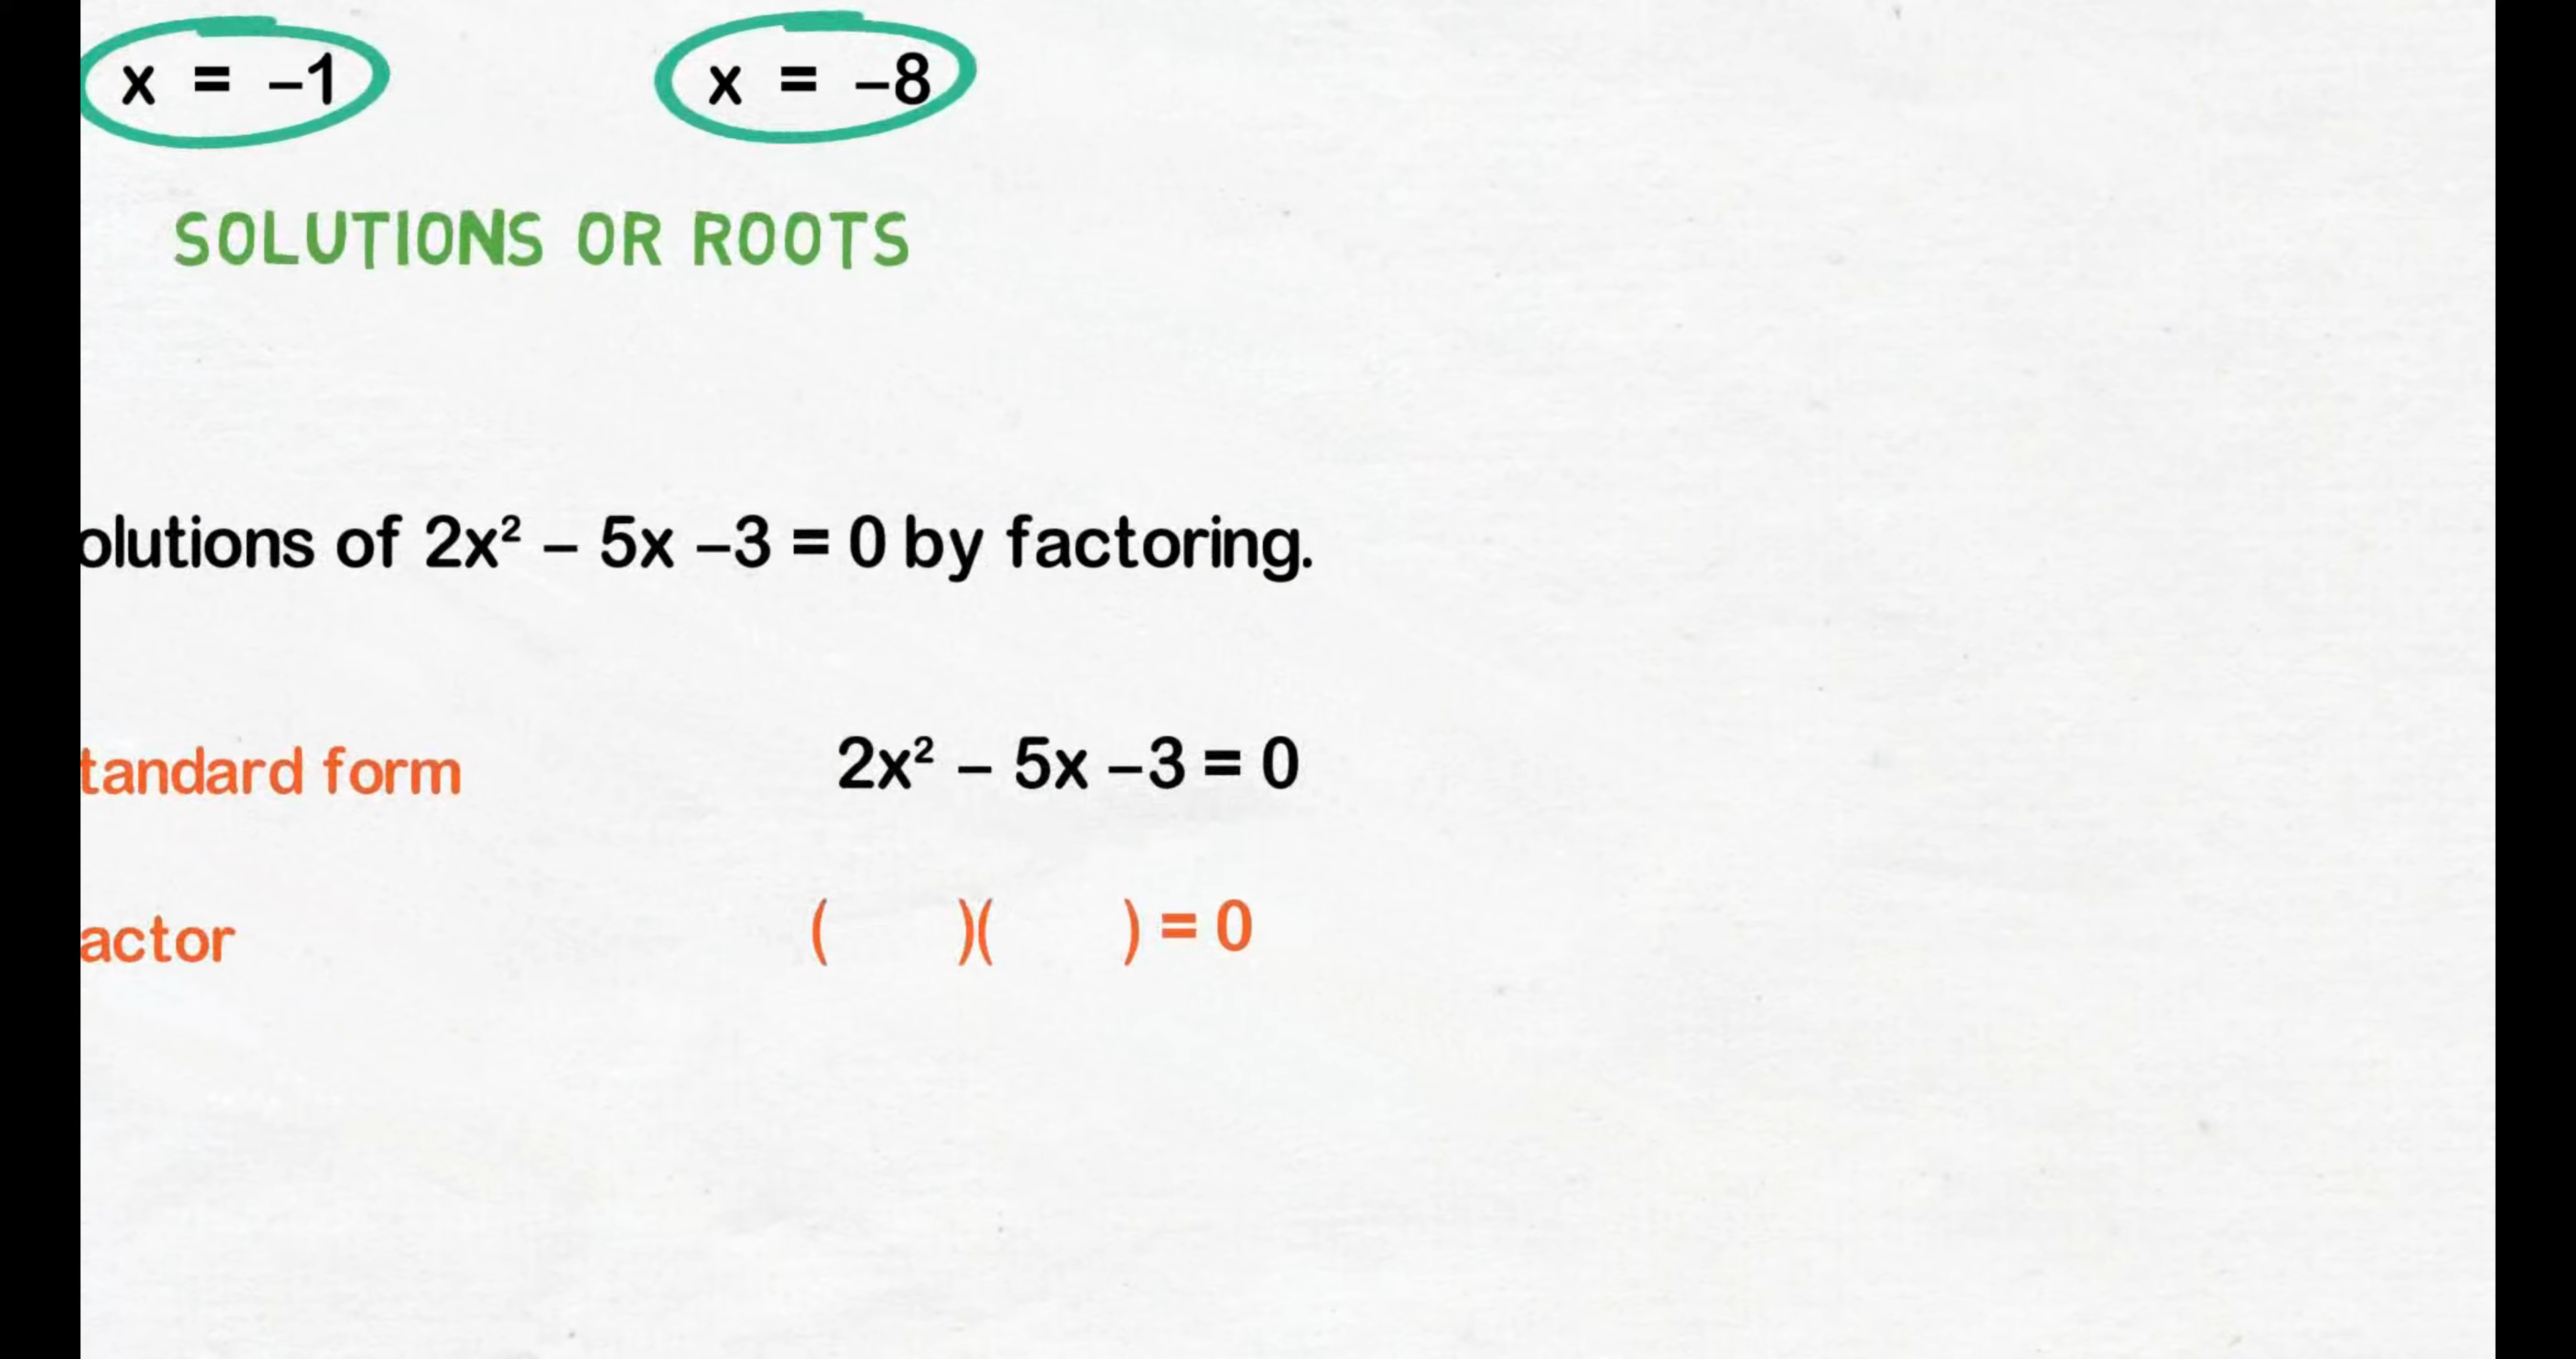 x = –1 x = –8
SOLUTIONS OR ROOTS
olutions of 2x² – 5x –3 = 0 by factoring.
tandard form 2x² – 5x –3 = 0
actor ( )( ) = 0